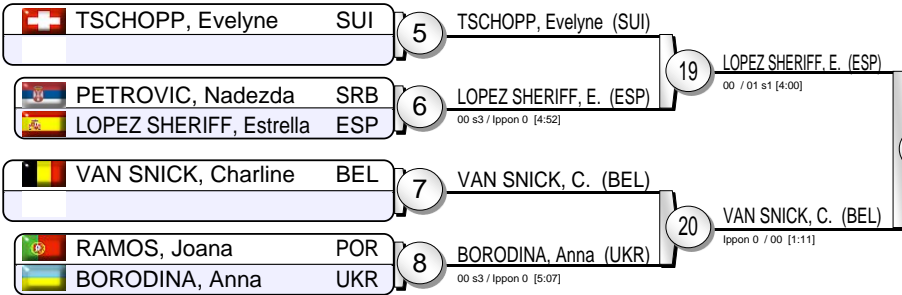 TSCHOPP, Evelyne SUI
5
TSCHOPP, Evelyne (SUI)
PETROVIC, Nadezda SRB
LOPEZ SHERIFF, Estrella ESP
6
LOPEZ SHERIFF, E. (ESP)
00 s3 / Ippon 0 [4:52]
19
LOPEZ SHERIFF, E. (ESP)
00 / 01 s1 [4:00]
VAN SNICK, Charline BEL
7
VAN SNICK, C. (BEL)
RAMOS, Joana POR
BORODINA, Anna UKR
8
BORODINA, Anna (UKR)
00 s3 / Ippon 0 [5:07]
20
VAN SNICK, C. (BEL)
Ippon 0 / 00 [1:11]